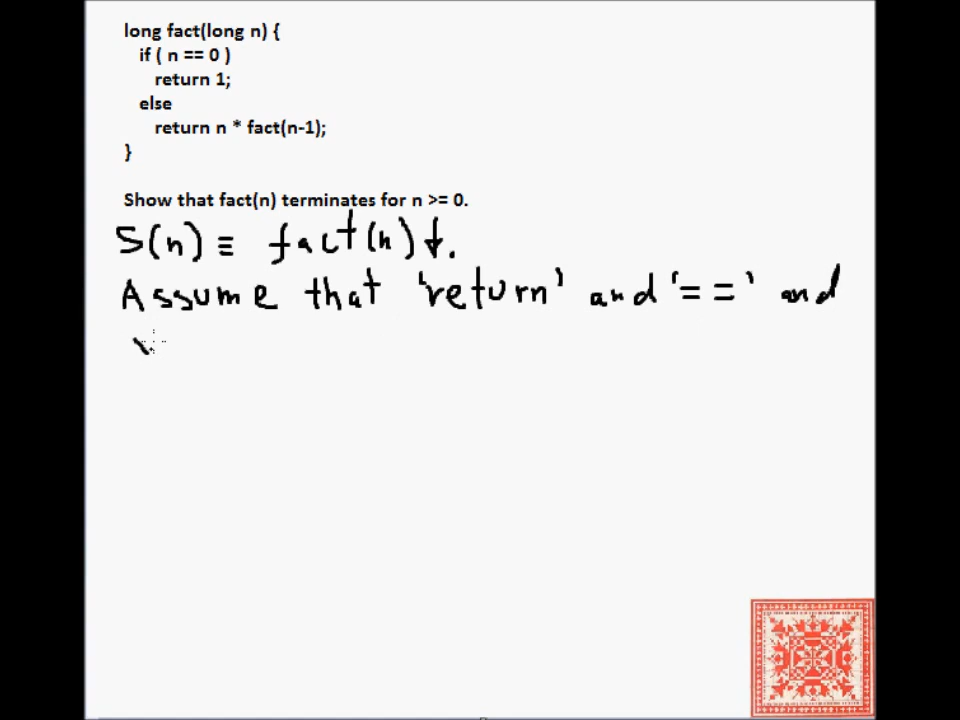 long fact(long n) {
if ( n == 0 )
return 1;
else
return n * fact(n-1);
}
Show that fact(n) terminates for n >= 0.
S(n) ≡ fact(n) t.
Assume that 'return' and '==' and